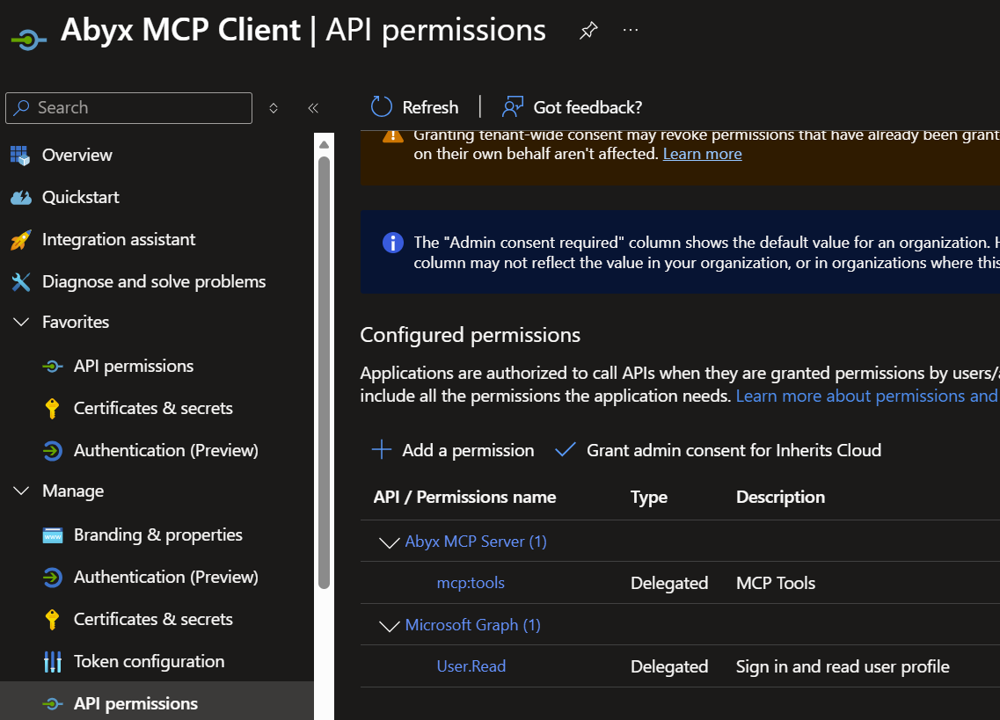 Abyx MCP Client | API permissions
Search
Refresh
Got feedback?
Overview
Quickstart
Integration assistant
Diagnose and solve problems
Favorites
API permissions
Certificates & secrets
Authentication (Preview)
Manage
Branding & properties
Authentication (Preview)
Certificates & secrets
Token configuration
API permissions
Granting tenant-wide consent may revoke permissions that have already been grant
on their own behalf aren't affected. Learn more
The "Admin consent required" column shows the default value for an organization. H
column may not reflect the value in your organization, or in organizations where this
Configured permissions
Applications are authorized to call APIs when they are granted permissions by users/a
include all the permissions the application needs. Learn more about permissions and
Add a permission
Grant admin consent for Inherits Cloud
API / Permissions name Type Description
Abyx MCP Server (1)
mcp:tools Delegated MCP Tools
Microsoft Graph (1)
User.Read Delegated Sign in and read user profile